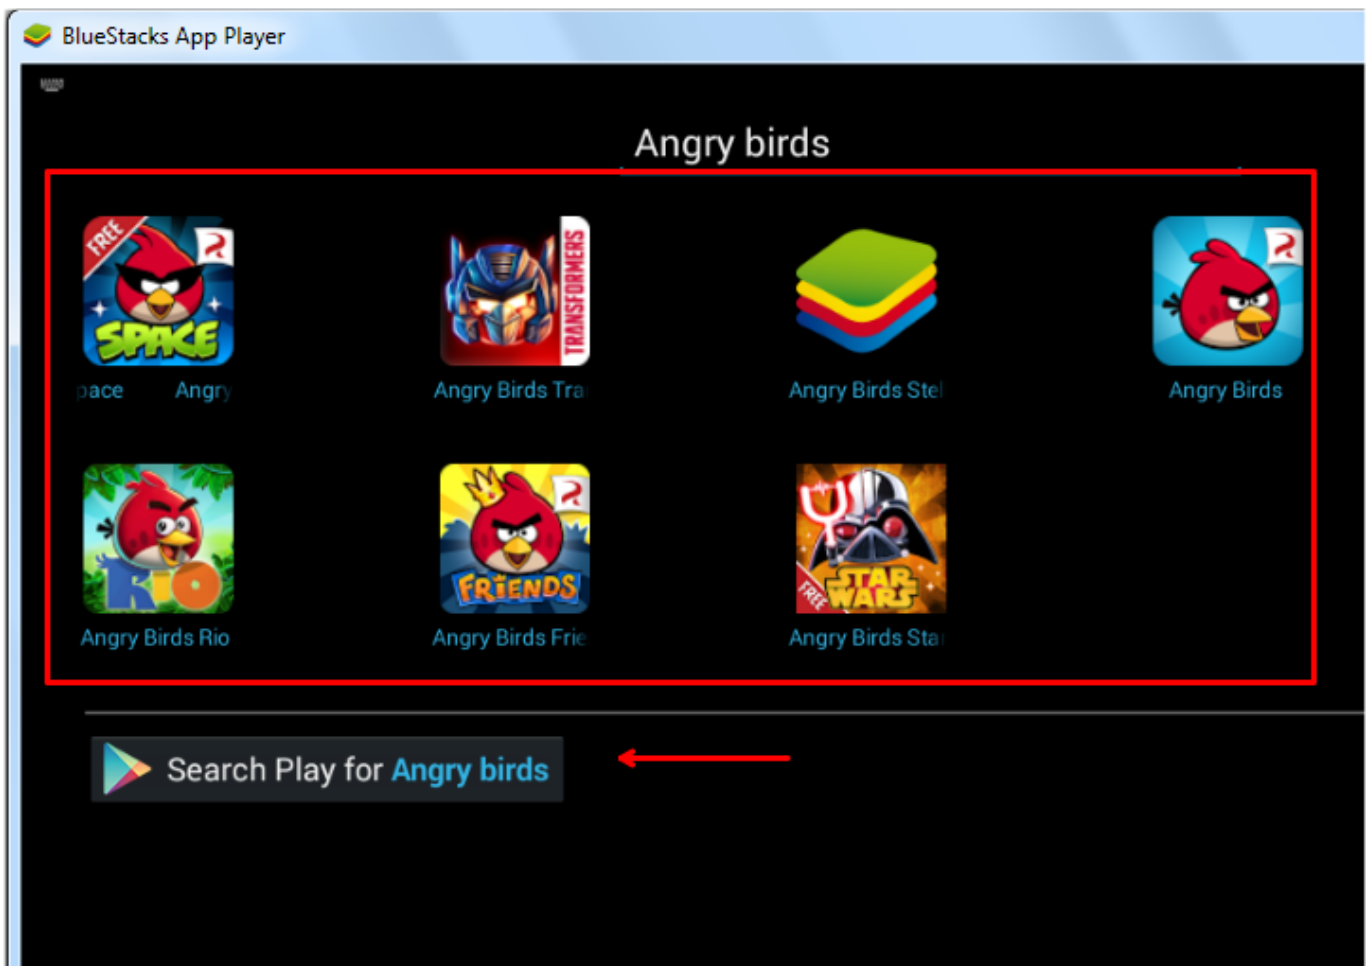 BlueStacks App Player
Angry birds
FREE
SPACE
TRANSFORMERS
pace Angry
Angry Birds Tra
Angry Birds Stel
Angry Birds
RIO
FRIENDS
STAR
WARS
FREE
Angry Birds Rio
Angry Birds Frie
Angry Birds Star
Search Play for Angry birds